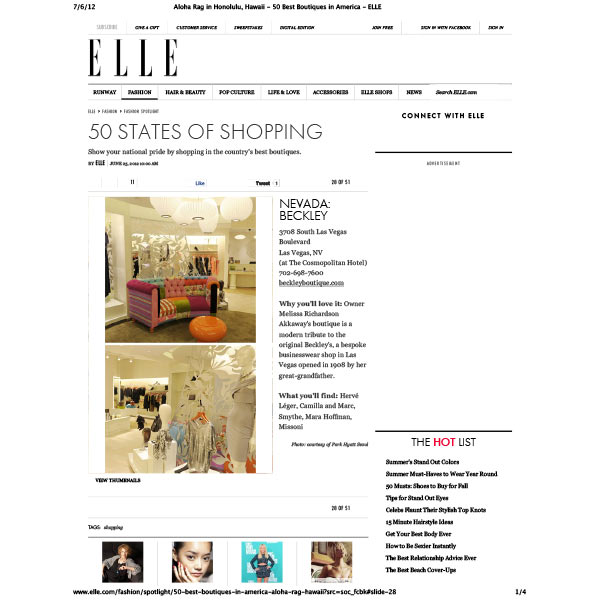 7/6/12
Aloha Rag in Honolulu, Hawaii - 50 Best Boutiques in America - ELLE
SUBSCRIBE GIVE A GIFT CUSTOMER SERVICE SWEEPSTAKES DIGITAL EDITION JOIN FREE SIGN IN WITH FACEBOOK SIGN IN
ELLE
RUNWAY FASHION HAIR & BEAUTY POP CULTURE LIFE & LOVE ACCESSORIES ELLE SHOPS NEWS Search ELLE.com
ELLE > FASHION > FASHION SPOTLIGHT
50 STATES OF SHOPPING
Show your national pride by shopping in the country's best boutiques.
BY ELLE | JUNE 25, 2012 10:00 AM
11 Like Tweet 1 28 OF 51
NEVADA:
BECKLEY
3708 South Las Vegas
Boulevard
Las Vegas, NV
(at The Cosmopolitan Hotel)
702-698-7600
beckleyboutique.com
Why you'll love it: Owner
Melissa Richardson
Akkaway's boutique is a
modern tribute to the
original Beckley's, a bespoke
businesswear shop in Las
Vegas opened in 1908 by her
great-grandfather.
What you'll find: Hervé
Léger, Camilla and Marc,
Smythe, Mara Hoffman,
Missoni
Photo: courtesy of Park Hyatt Seoul
VIEW THUMBNAILS
28 OF 51
TAGS: shopping
CONNECT WITH ELLE
ADVERTISEMENT
THE HOT LIST
Summer's Stand Out Colors
Summer Must-Haves to Wear Year Round
50 Musts: Shoes to Buy for Fall
Tips for Stand Out Eyes
Celebs Flaunt Their Stylish Top Knots
15 Minute Hairstyle Ideas
Get Your Best Body Ever
How to Be Sexier Instantly
The Best Relationship Advice Ever
The Best Beach Cover-Ups
www.elle.com/fashion/spotlight/50-best-boutiques-in-america-aloha-rag-hawaii?src=soc_fcbk#slide-28
1/4